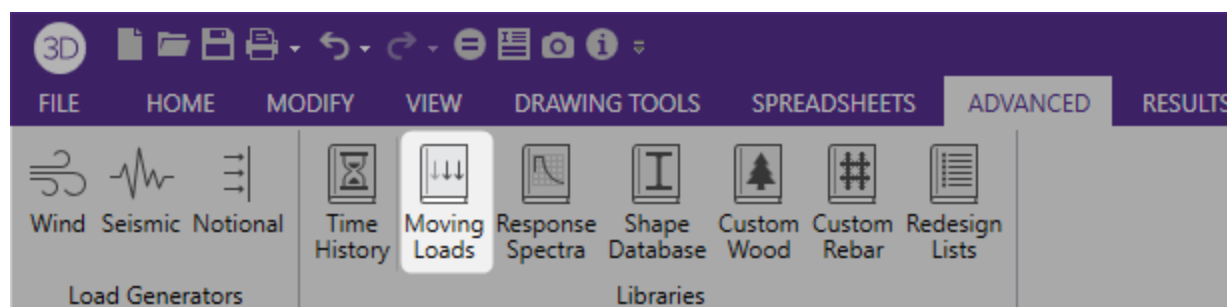 3D
FILE HOME MODIFY VIEW DRAWING TOOLS SPREADSHEETS ADVANCED RESULTS
Wind Seismic Notional Time Moving Response Shape Custom Custom Redesign
History Loads Spectra Database Wood Rebar Lists
Load Generators Libraries